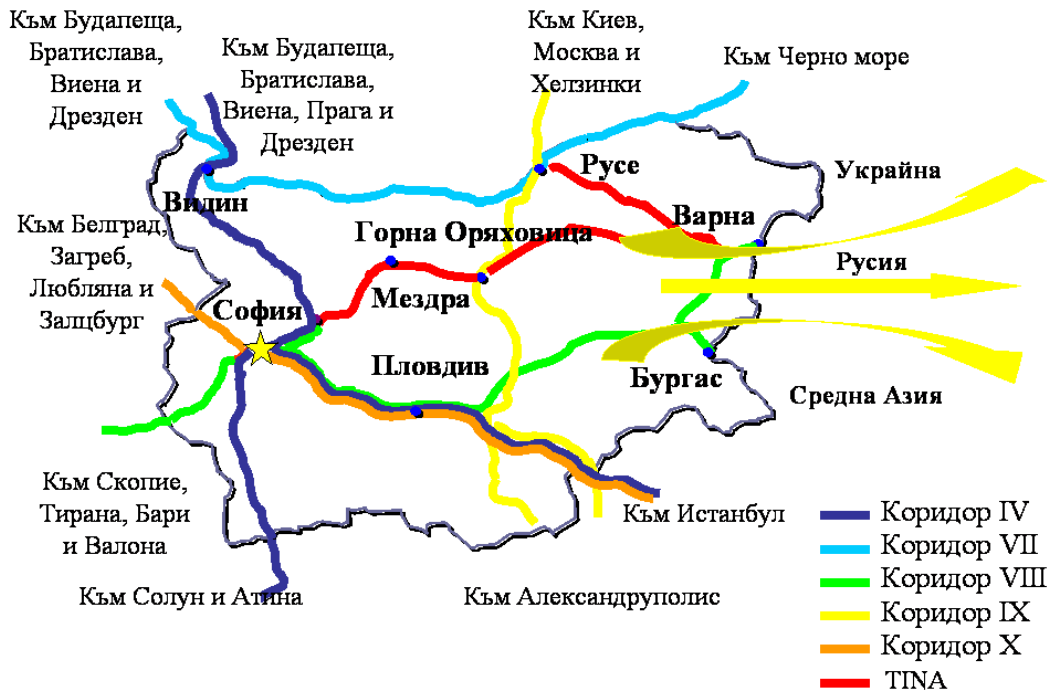 Към Будапеща,
Братислава,
Виена и
Дрезден
Към Будапеща,
Братислава,
Виена, Прага и
Дрезден
Към Киев,
Москва и
Хелзинки
Към Черно море
Русе
Украйна
Видин
Варна
Към Белград,
Загреб,
Любляна и
Залцбург
Горна Оряховица
Русия
София
Мездра
Пловдив
Бургас
Средна Азия
Към Скопие,
Тирана, Бари
и Валона
Към Истанбул
Към Солун и Атина
Към Александруполис
Коридор IV
Коридор VII
Коридор VIII
Коридор IX
Коридор X
TINA